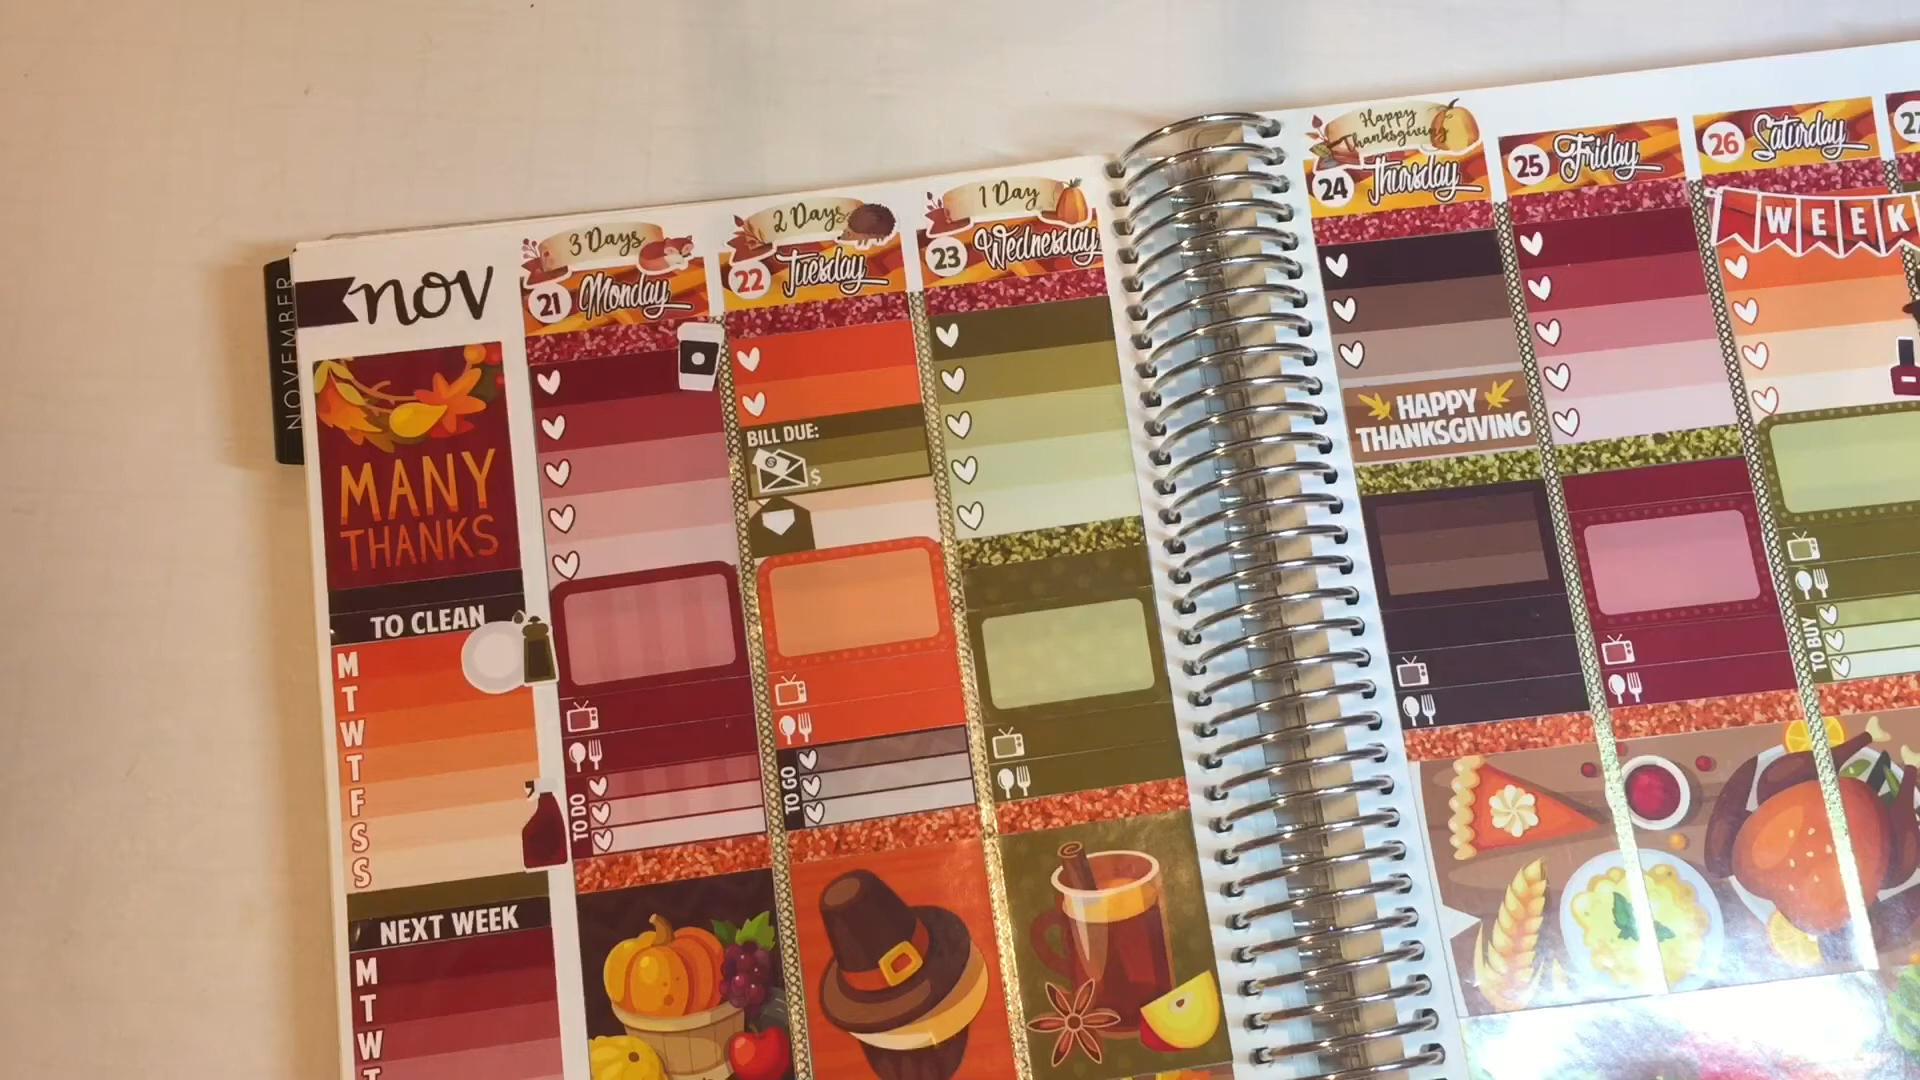 NOVEMBER
nov
MANY
THANKS
TO CLEAN
M
T
W
T
F
S
S
NEXT WEEK
M
T
W
T
3 Days
21 Monday
TO DO
2 Days
22 Tuesday
BILL DUE:
$
TO GO
1 Day
23 Wednesday
Happy
Thanksgiving
24 Thursday
HAPPY
THANKSGIVING
25 Friday
26 Saturday
WEEK
TO BUY
27